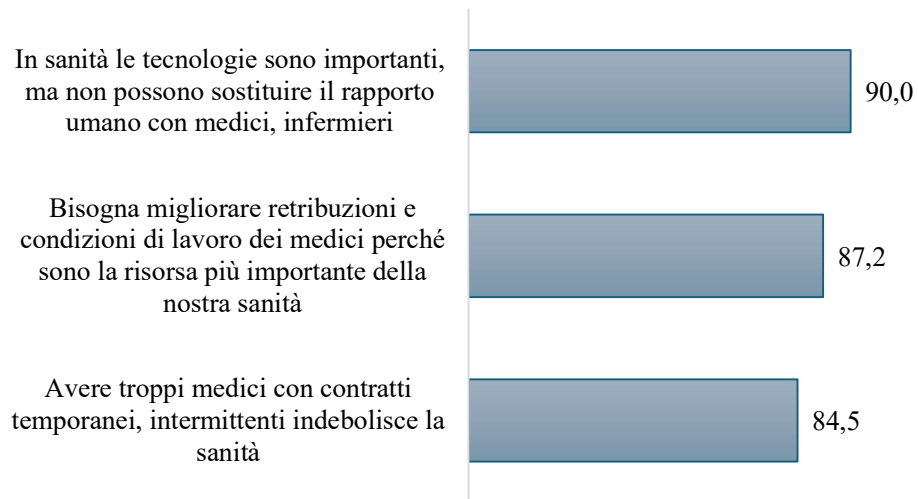 In sanità le tecnologie sono importanti,
ma non possono sostituire il rapporto
umano con medici, infermieri
90,0
Bisogna migliorare retribuzioni e
condizioni di lavoro dei medici perché
sono la risorsa più importante della
nostra sanità
87,2
Avere troppi medici con contratti
temporanei, intermittenti indebolisce la
sanità
84,5